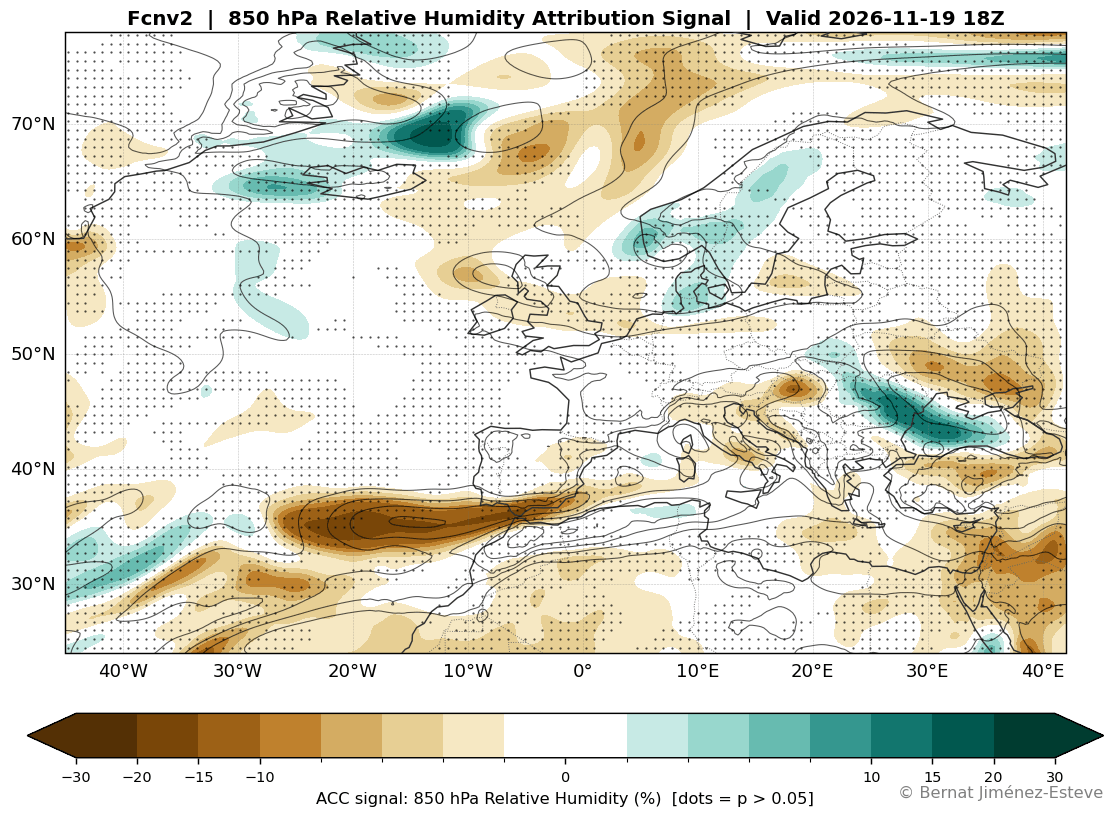 Fcnv2 | 850 hPa Relative Humidity Attribution Signal | Valid 2026-11-19 18Z
70°N
60°N
50°N
40°N
30°N
40°W 30°W 20°W 10°W 0° 10°E 20°E 30°E 40°E
−30 −20 −15 −10 0 10 15 20 30
ACC signal: 850 hPa Relative Humidity (%) [dots = p > 0.05]
© Bernat Jiménez-Esteve